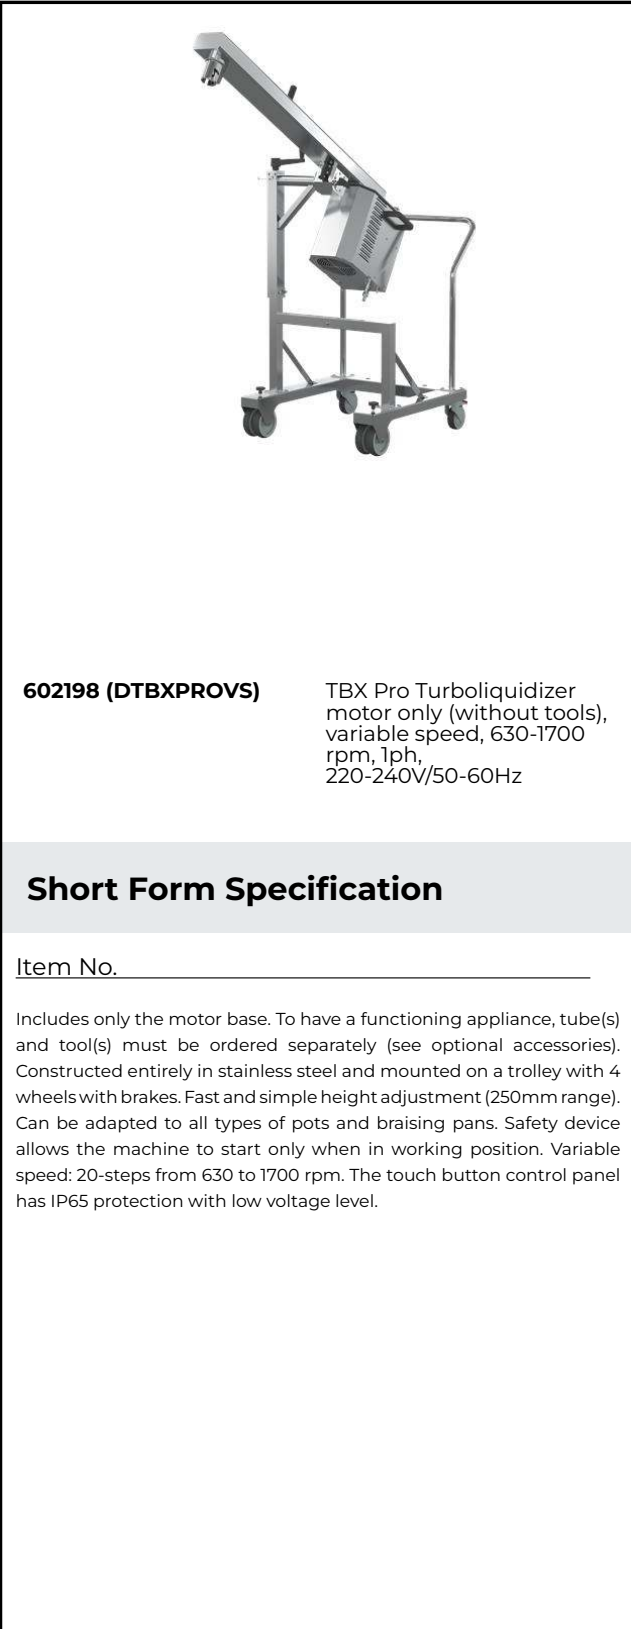 602198 (DTBXPROVS)
TBX Pro Turboliquidizer
motor only (without tools),
variable speed, 630-1700
rpm, 1ph,
220-240V/50-60Hz
Short Form Specification
Item No.
Includes only the motor base. To have a functioning appliance, tube(s)
and tool(s) must be ordered separately (see optional accessories).
Constructed entirely in stainless steel and mounted on a trolley with 4
wheels with brakes. Fast and simple height adjustment (250mm range).
Can be adapted to all types of pots and braising pans. Safety device
allows the machine to start only when in working position. Variable
speed: 20-steps from 630 to 1700 rpm. The touch button control panel
has IP65 protection with low voltage level.